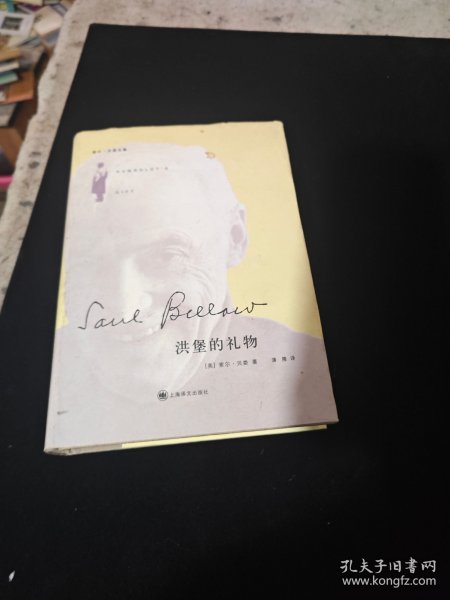 Saul Bellow
洪堡的礼物
[美] 索尔·贝娄 著 蒲隆 译
上海译文出版社
孔夫子旧书网
www.kongfz.com